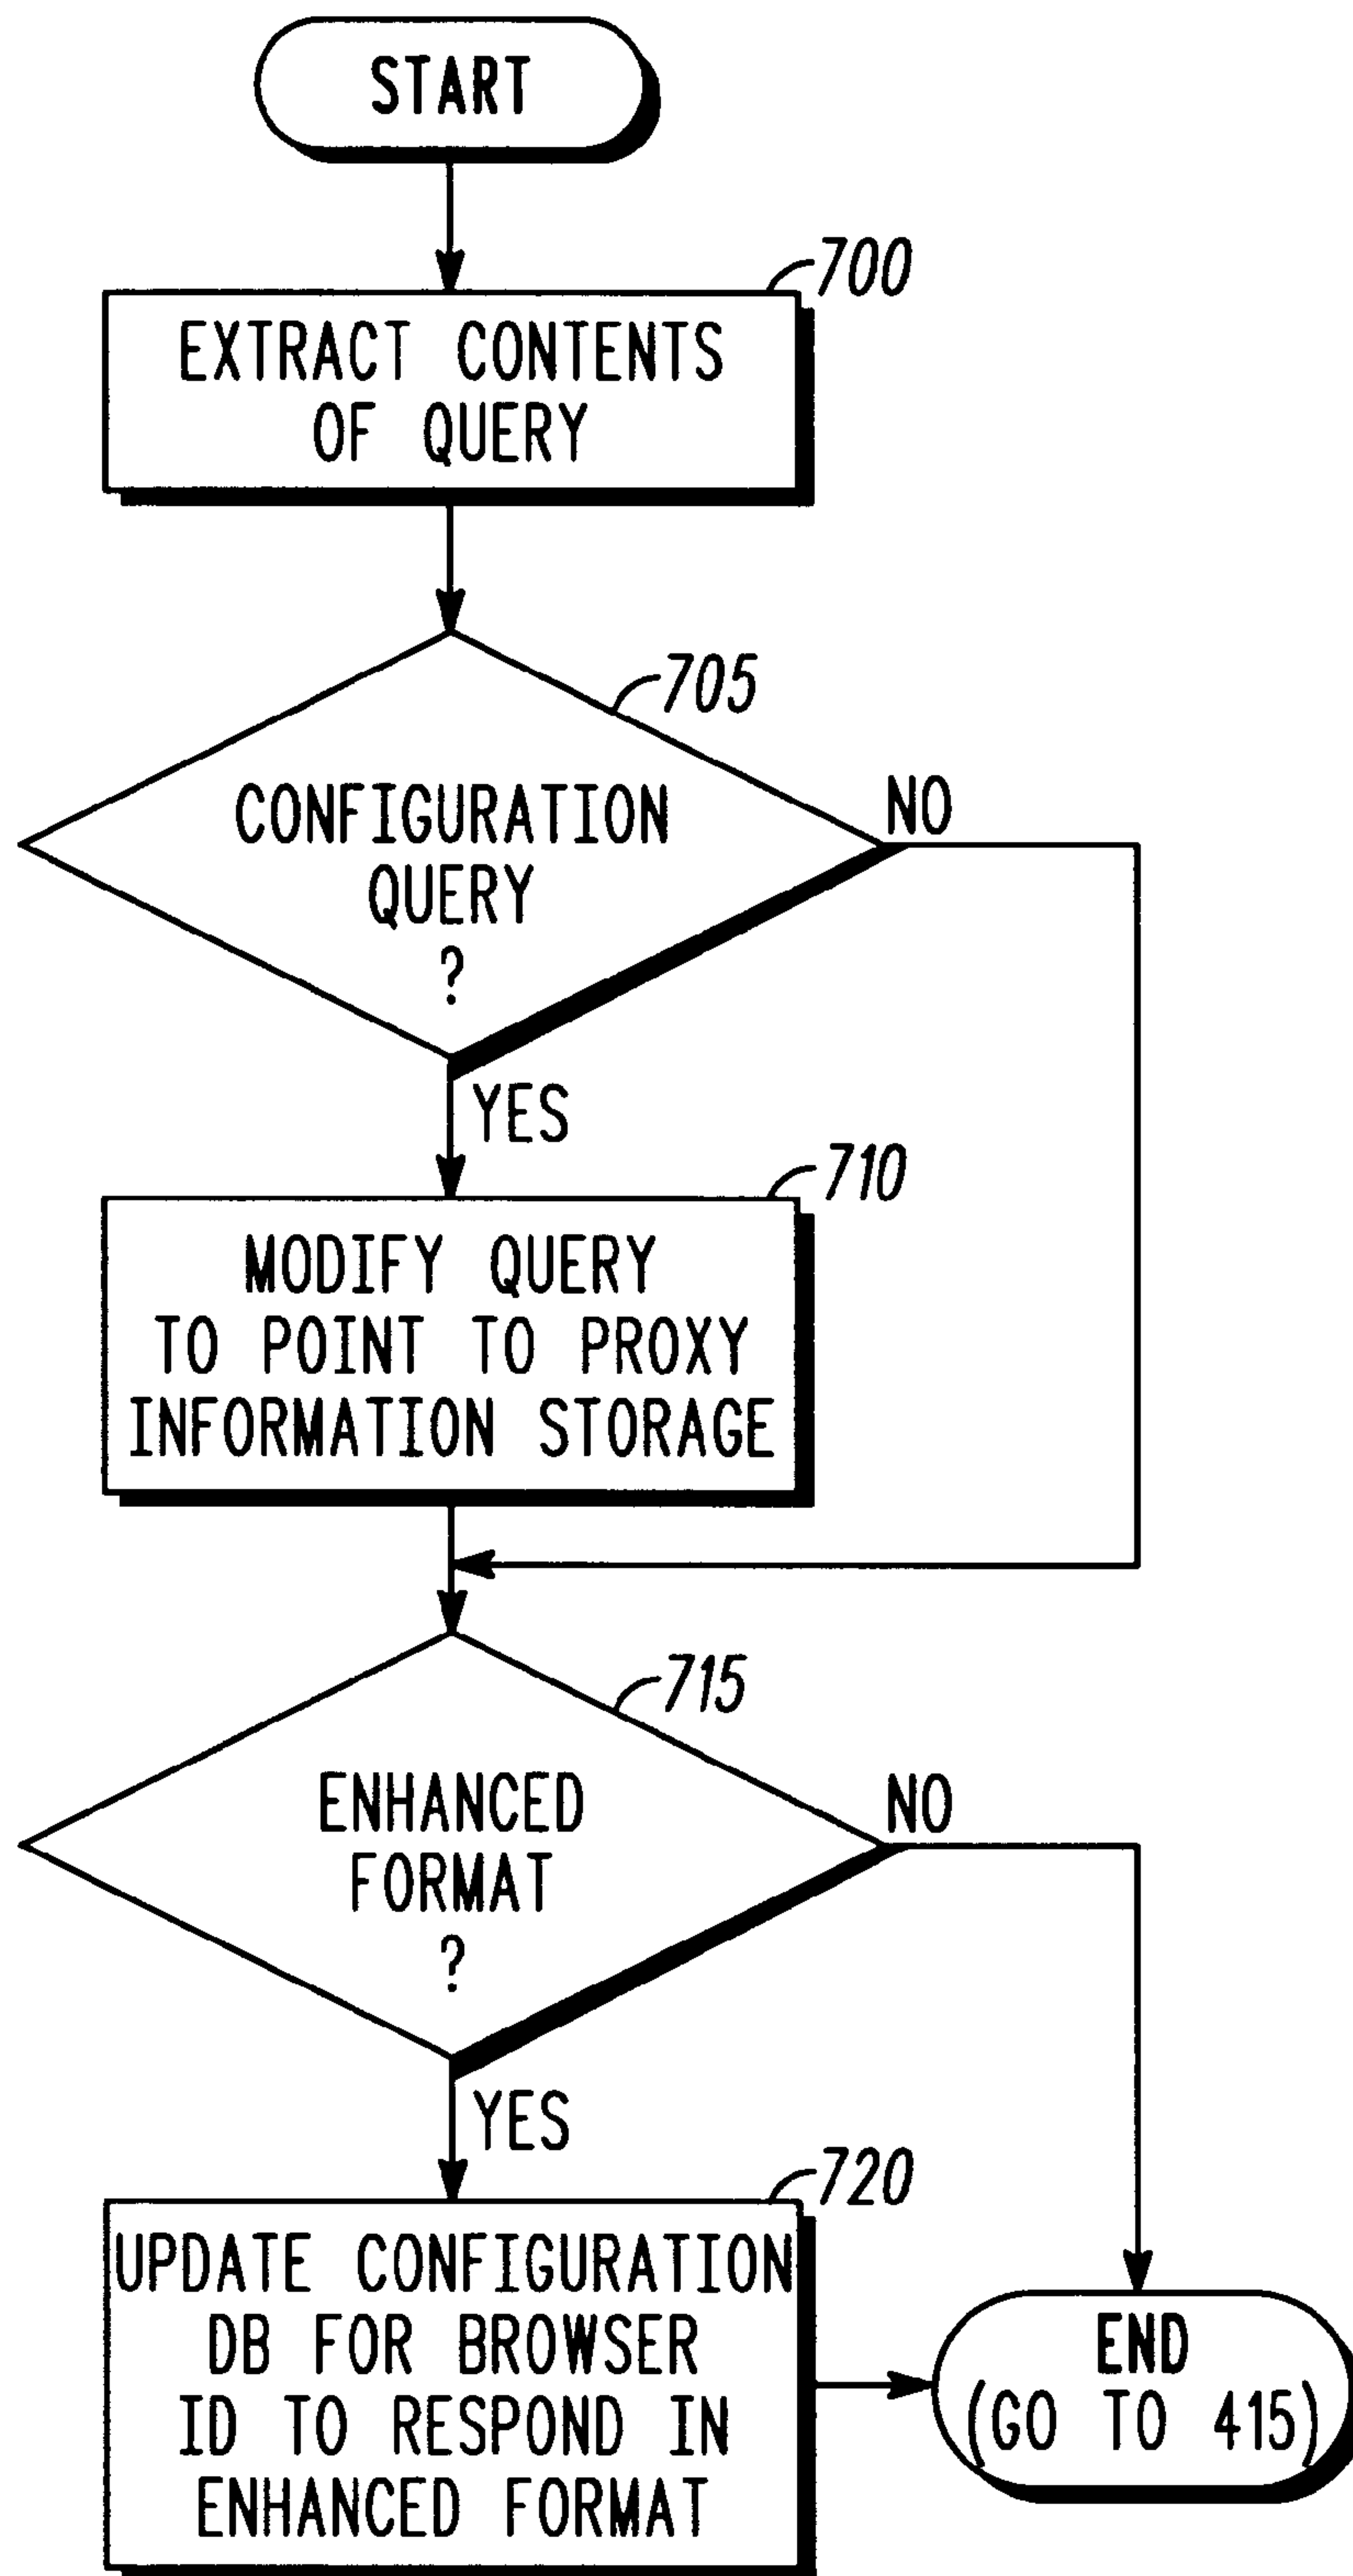 START
700
EXTRACT CONTENTS
OF QUERY
705
CONFIGURATION
QUERY
?
NO
YES
710
MODIFY QUERY
TO POINT TO PROXY
INFORMATION STORAGE
715
ENHANCED
FORMAT
?
NO
YES
720
UPDATE CONFIGURATION
DB FOR BROWSER
ID TO RESPOND IN
ENHANCED FORMAT
END
(GO TO 415)